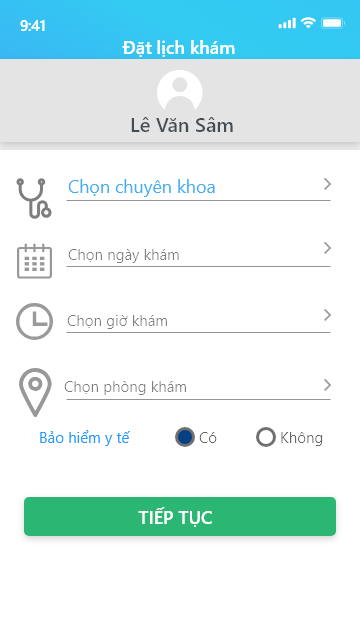 9:41
Đặt lịch khám
Lê Văn Sâm
Chọn chuyên khoa
Chọn ngày khám
Chọn giờ khám
Chọn phòng khám
Bảo hiểm y tế Có Không
TIẾP TỤC